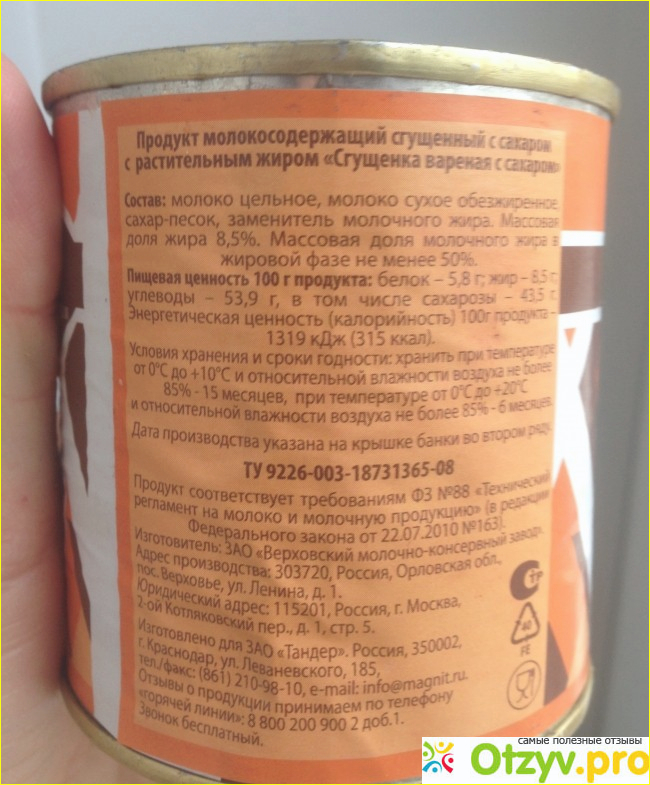 Продукт молокосодержащий сгущенный с сахаром
с растительным жиром «Сгущенка вареная с сахаром»
Состав: молоко цельное, молоко сухое обезжиренное,
сахар-песок, заменитель молочного жира. Массовая
доля жира 8,5%. Массовая доля молочного жира в
жировой фазе не менее 50%.
Пищевая ценность 100 г продукта: белок – 5,8 г; жир – 8,5 г;
углеводы – 53,9 г, в том числе сахарозы – 43,5 г.
Энергетическая ценность (калорийность) 100г продукта –
1319 кДж (315 ккал).
Условия хранения и сроки годности: хранить при температуре
от 0°С до +10°С и относительной влажности воздуха не более
85% - 15 месяцев, при температуре от 0°С до +20°С
и относительной влажности воздуха не более 85% - 6 месяцев.
Дата производства указана на крышке банки во втором ряду.
ТУ 9226-003-18731365-08
Продукт соответствует требованиям ФЗ №88 «Технический
регламент на молоко и молочную продукцию» (в редакции
Федерального закона от 22.07.2010 №163).
Изготовитель: ЗАО «Верховский молочно-консервный завод».
Адрес производства: 303720, Россия, Орловская обл.,
пос. Верховье, ул. Ленина, д. 1.
Юридический адрес: 115201, Россия, г. Москва,
2-ой Котляковский пер., д. 1, стр. 5.
Изготовлено для ЗАО «Тандер». Россия, 350002,
г. Краснодар, ул. Леваневского, 185,
тел./факс: (861) 210-98-10, e-mail: info@magnit.ru.
Отзывы о продукции принимаем по телефону
«горячей линии»: 8 800 200 900 2 доб.1.
Звонок бесплатный.
СТР
40
FE
самые полезные отзывы
Otzyv.pro